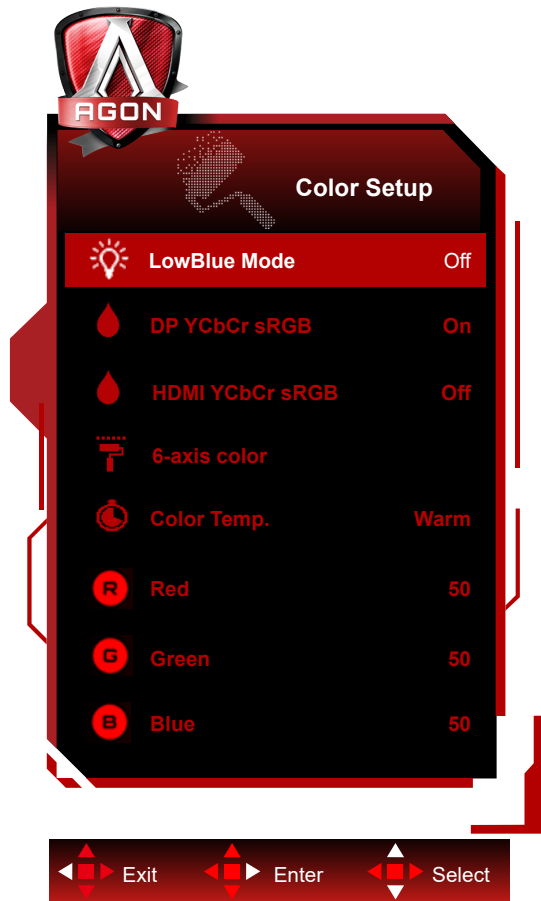 AGON
Color Setup
LowBlue Mode Off
DP YCbCr sRGB On
HDMI YCbCr sRGB Off
6-axis color
Color Temp. Warm
R Red 50
G Green 50
B Blue 50
Exit Enter Select